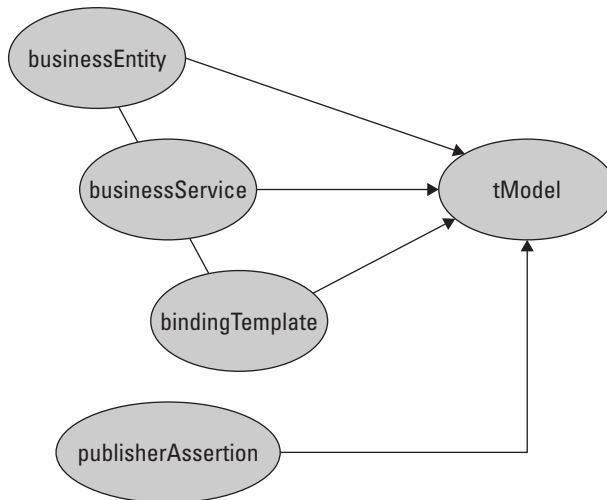 businessEntity
businessService
tModel
bindingTemplate
publisherAssertion